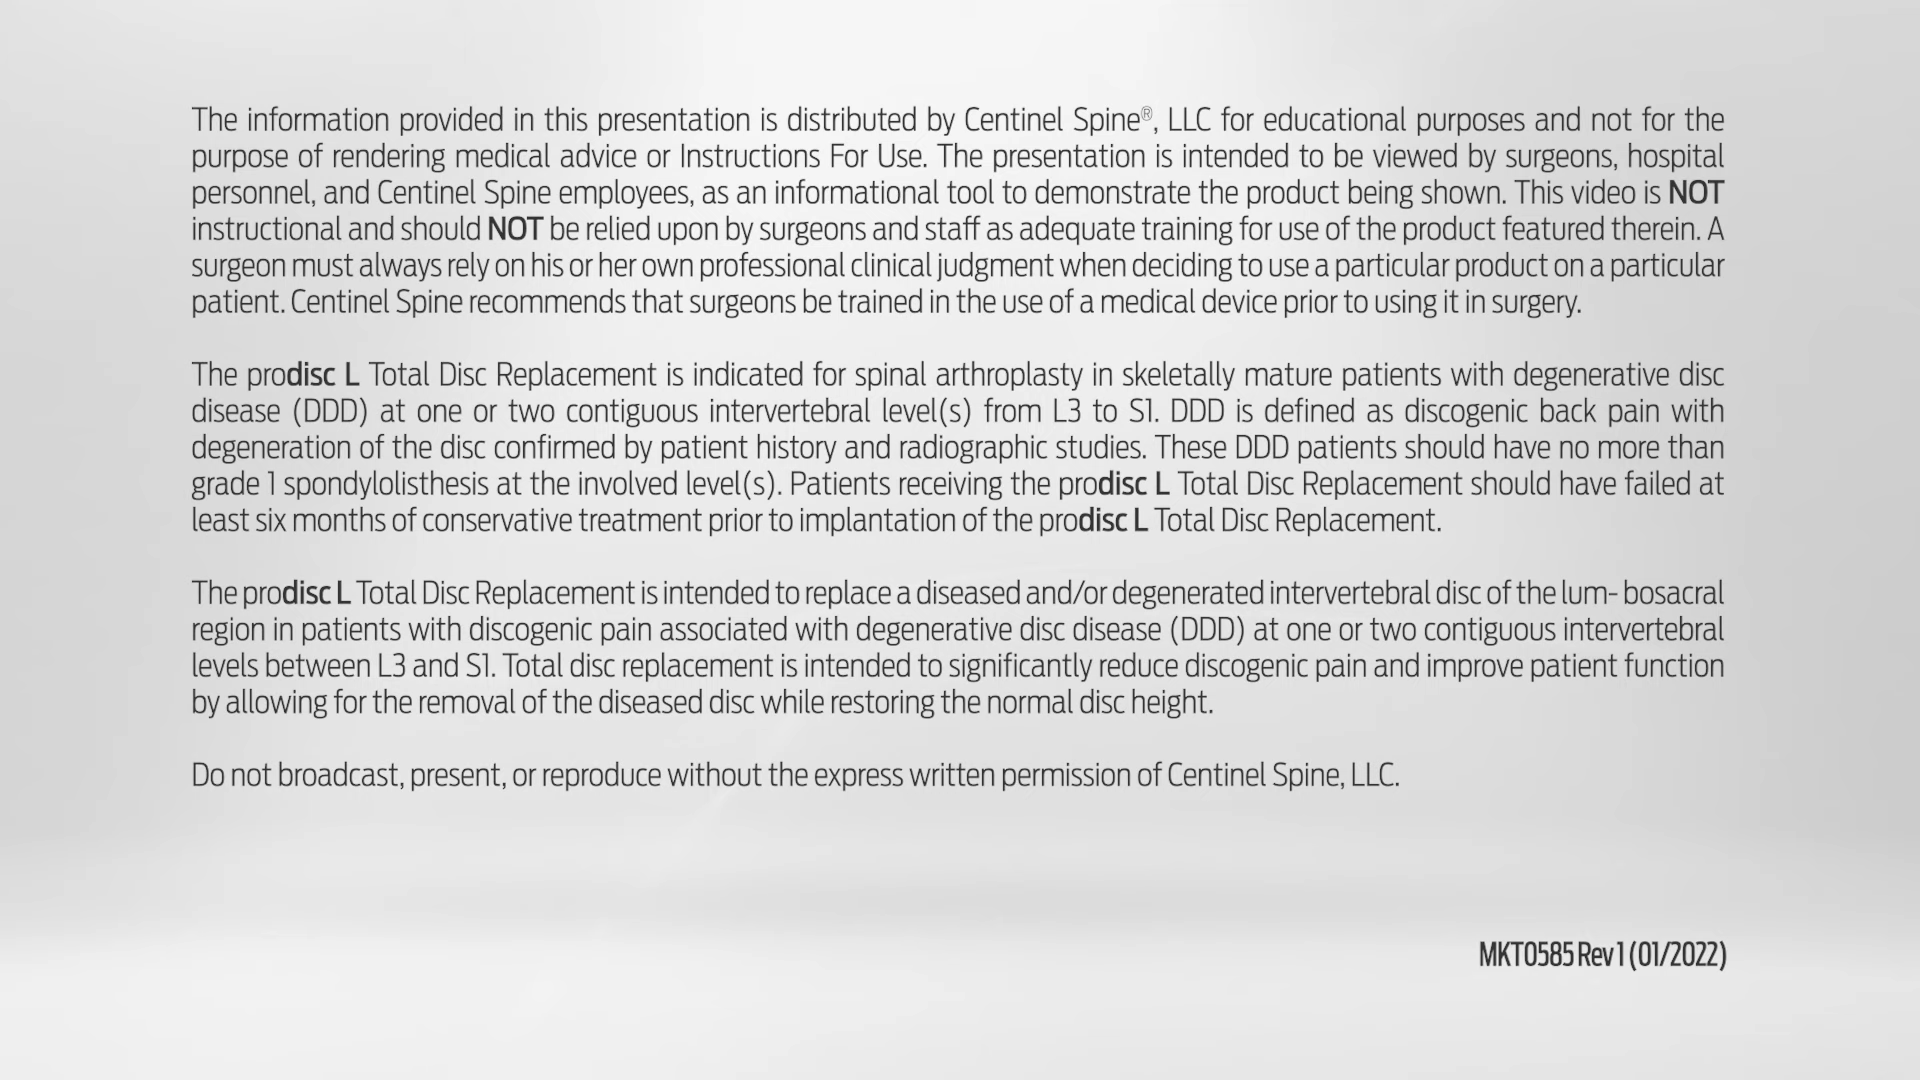 The information provided in this presentation is distributed by Centinel Spine®, LLC for educational purposes and not for the
purpose of rendering medical advice or Instructions For Use. The presentation is intended to be viewed by surgeons, hospital
personnel, and Centinel Spine employees, as an informational tool to demonstrate the product being shown. This video is NOT
instructional and should NOT be relied upon by surgeons and staff as adequate training for use of the product featured therein. A
surgeon must always rely on his or her own professional clinical judgment when deciding to use a particular product on a particular
patient. Centinel Spine recommends that surgeons be trained in the use of a medical device prior to using it in surgery.
The prodisc L Total Disc Replacement is indicated for spinal arthroplasty in skeletally mature patients with degenerative disc
disease (DDD) at one or two contiguous intervertebral level(s) from L3 to S1. DDD is defined as discogenic back pain with
degeneration of the disc confirmed by patient history and radiographic studies. These DDD patients should have no more than
grade 1 spondylolisthesis at the involved level(s). Patients receiving the prodisc L Total Disc Replacement should have failed at
least six months of conservative treatment prior to implantation of the prodisc L Total Disc Replacement.
The prodisc L Total Disc Replacement is intended to replace a diseased and/or degenerated intervertebral disc of the lum- bosacral
region in patients with discogenic pain associated with degenerative disc disease (DDD) at one or two contiguous intervertebral
levels between L3 and S1. Total disc replacement is intended to significantly reduce discogenic pain and improve patient function
by allowing for the removal of the diseased disc while restoring the normal disc height.
Do not broadcast, present, or reproduce without the express written permission of Centinel Spine, LLC.
MKT0585 Rev 1 (01/2022)